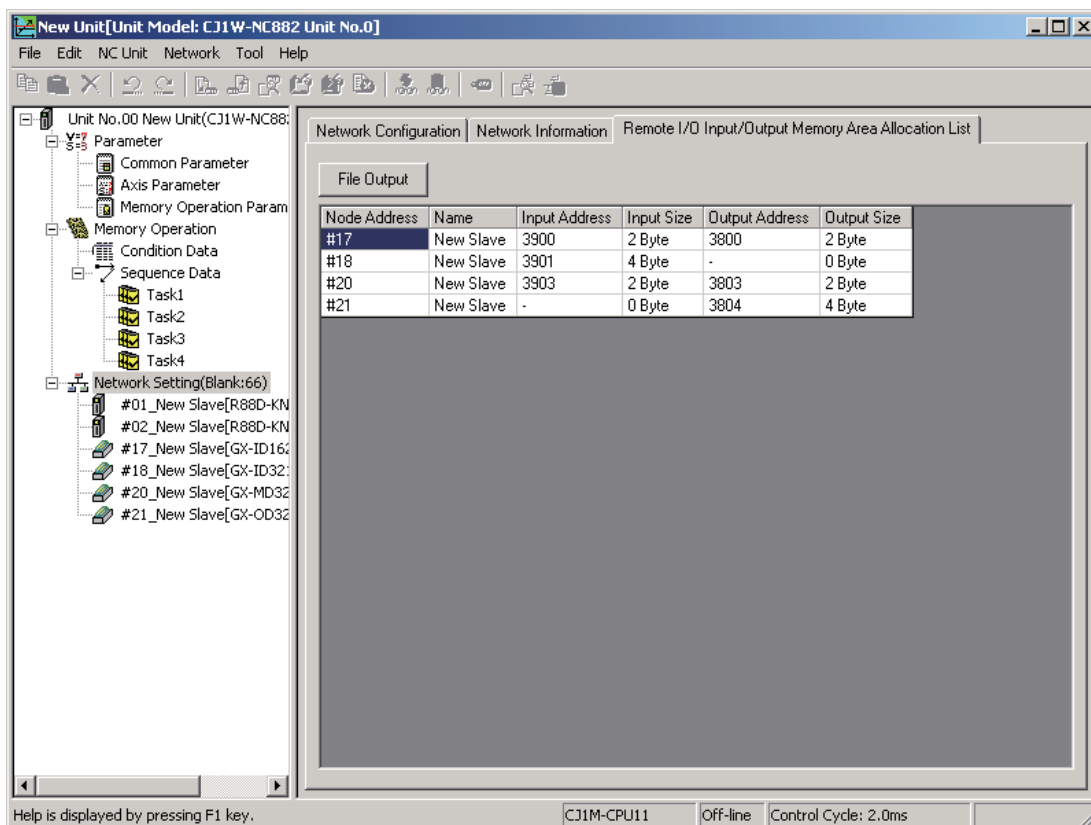 New Unit[Unit Model: CJ1W-NC882 Unit No.0]
File Edit NC Unit Network Tool Help
Unit No.00 New Unit(CJ1W-NC88
Parameter
Common Parameter
Axis Parameter
Memory Operation Param
Memory Operation
Condition Data
Sequence Data
Task1
Task2
Task3
Task4
Network Setting(Blank:66)
#01_New Slave[R88D-KN
#02_New Slave[R88D-KN
#17_New Slave[GX-ID162
#18_New Slave[GX-ID321
#20_New Slave[GX-MD32
#21_New Slave[GX-OD32
Network Configuration Network Information Remote I/O Input/Output Memory Area Allocation List
File Output
Node Address Name Input Address Input Size Output Address Output Size
#17 New Slave 3900 2 Byte 3800 2 Byte
#18 New Slave 3901 4 Byte - 0 Byte
#20 New Slave 3903 2 Byte 3803 2 Byte
#21 New Slave - 0 Byte 3804 4 Byte
Help is displayed by pressing F1 key. CJ1M-CPU11 Off-line Control Cycle: 2.0ms